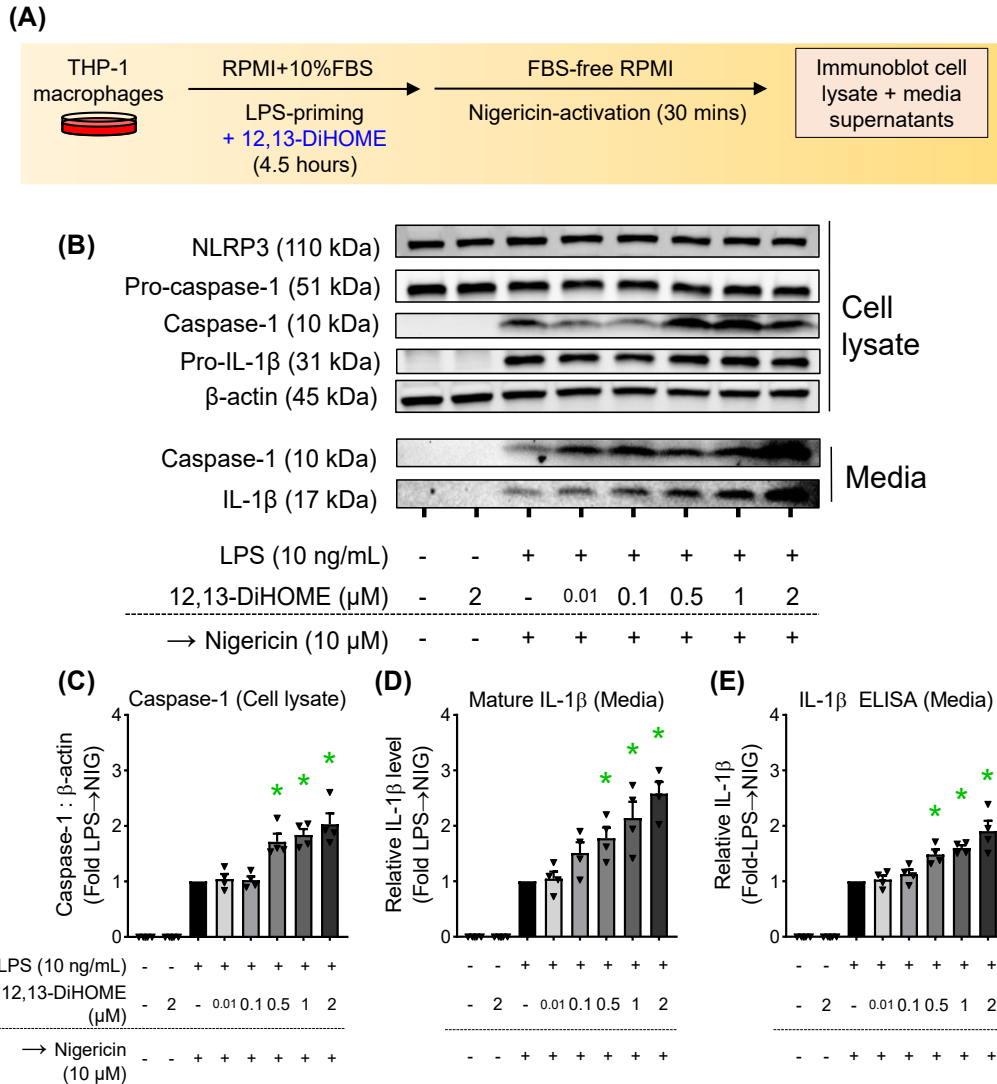 (A)
THP-1
macrophages
RPMI+10%FBS
LPS-priming
+ 12,13-DiHOME
(4.5 hours)
FBS-free RPMI
Nigericin-activation (30 mins)
Immunoblot cell
lysate + media
supernatants
(B)
NLRP3 (110 kDa)
Pro-caspase-1 (51 kDa)
Caspase-1 (10 kDa)
Pro-IL-1β (31 kDa)
β-actin (45 kDa)
Cell
lysate
Caspase-1 (10 kDa)
IL-1β (17 kDa)
Media
LPS (10 ng/mL) - - + + + + + +
12,13-DiHOME (μM) - 2 - 0.01 0.1 0.5 1 2
→ Nigericin (10 μM) - - + + + + + +
(C)
Caspase-1 (Cell lysate)
Caspase-1 : β-actin
(Fold LPS→NIG)
4
3
2
1
0
* * *
LPS (10 ng/mL) - - + + + + + +
12,13-DiHOME
(μM)
- 2 - 0.01 0.1 0.5 1 2
→ Nigericin
(10 μM)
- - + + + + + +
(D)
Mature IL-1β (Media)
Relative IL-1β level
(Fold LPS→NIG)
4
3
2
1
0
* * *
- - + + + + + +
- 2 - 0.01 0.1 0.5 1 2
- - + + + + + +
(E)
IL-1β ELISA (Media)
Relative IL-1β
(Fold-LPS→NIG)
4
3
2
1
0
* * *
- - + + + + + +
- 2 - 0.01 0.1 0.5 1 2
- - + + + + + +